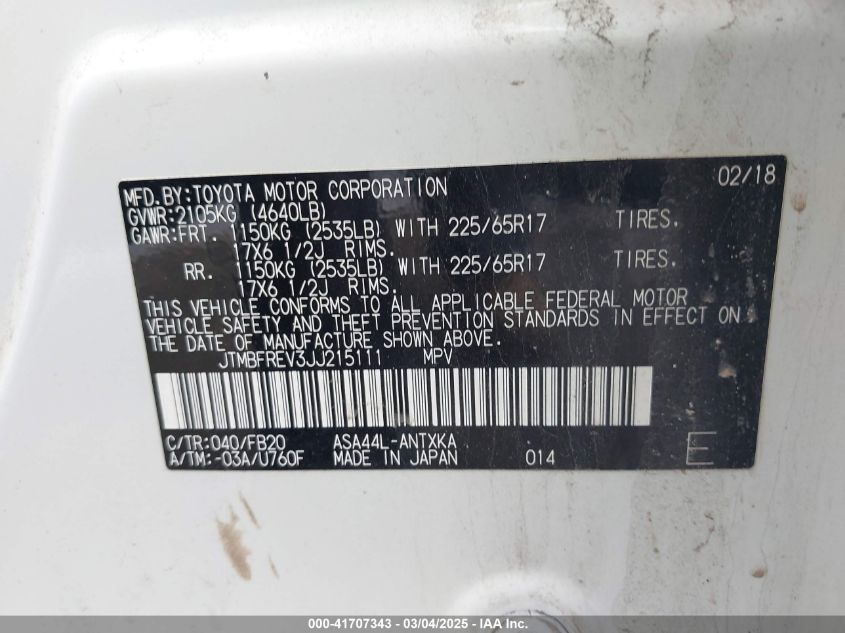 02/18
MFD.BY:TOYOTA MOTOR CORPORATION
GVWR:2105KG (4640LB)
GAWR:FRT. 1150KG (2535LB) WITH 225/65R17 TIRES.
17X6 1/2J RIMS.
RR. 1150KG (2535LB) WITH 225/65R17 TIRES.
17X6 1/2J RIMS.
THIS VEHICLE CONFORMS TO ALL APPLICABLE FEDERAL MOTOR
VEHICLE SAFETY AND THEFT PREVENTION STANDARDS IN EFFECT ON
THE DATE OF MANUFACTURE SHOWN ABOVE.
JTMBFREV3JJ215111 MPV
C/TR:040/FB20 ASA44L-ANTXKA
A/TM:-03A/U760F MADE IN JAPAN 014 E
000-41707343 - 03/04/2025 - IAA Inc.